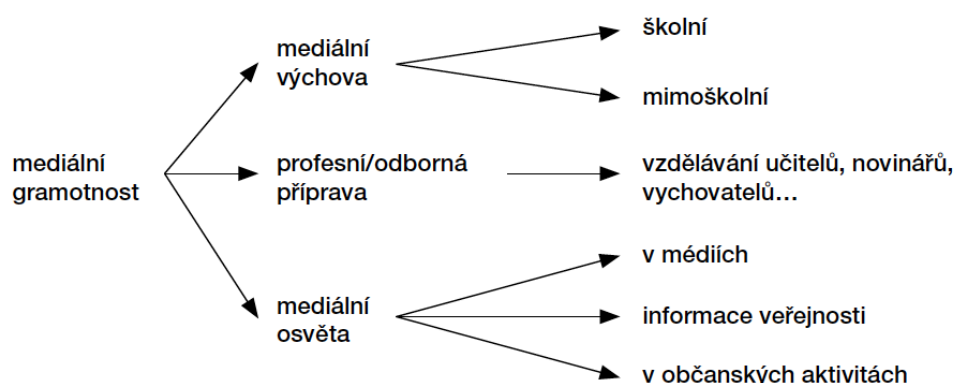 mediální
gramotnost
mediální
výchova
školní
mimoškolní
profesní/odborná
příprava
vzdělávání učitelů, novinářů,
vychovatelů...
mediální
osvěta
v médiích
informace veřejnosti
v občanských aktivitách